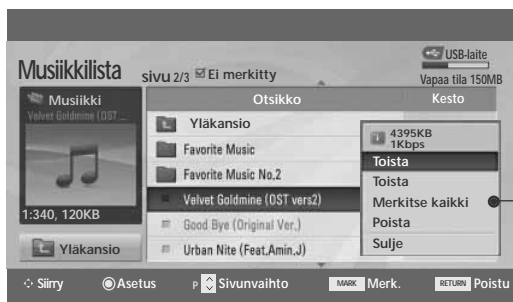 USB-laite
Musiikkilista
sivu 2/3 Ei merkitty
Vapaa tila 150MB
Musiikki
Velvet Goldmine (OST ...
1:340, 120KB
Yläkansio
Otsikko
Kesto
Yläkansio
Favorite Music
Favorite Music No.2
Velvet Goldmine (OST vers2)
Good Bye (Original Ver.)
Urban Nite (Feat.Amin.J)
4395KB
1Kbps
Toista
Toista
Merkitse kaikki
Poista
Sulje
Siirry
Asetus
P Sivunvaihto
MARK Merk.
RETURN Poistu